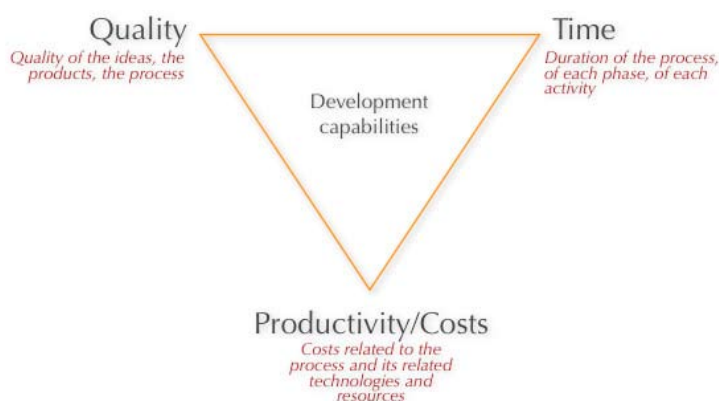 Quality
Quality of the ideas, the
products, the process
Time
Duration of the process,
of each phase, of each
activity
Development
capabilities
Productivity/Costs
Costs related to the
process and its related
technologies and
resources